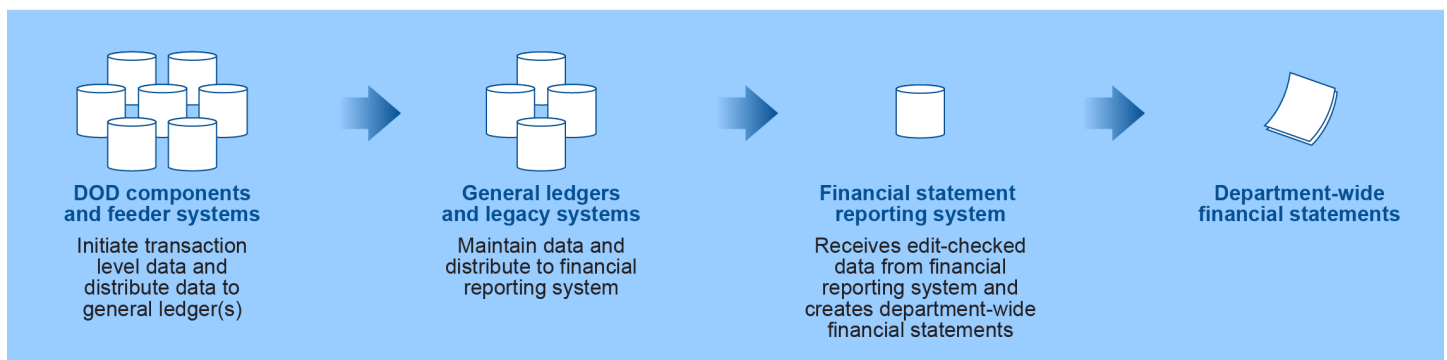 DOD components
and feeder systems
Initiate transaction
level data and
distribute data to
general ledger(s)
General ledgers
and legacy systems
Maintain data and
distribute to financial
reporting system
Financial statement
reporting system
Receives edit-checked
data from financial
reporting system and
creates department-wide
financial statements
Department-wide
financial statements